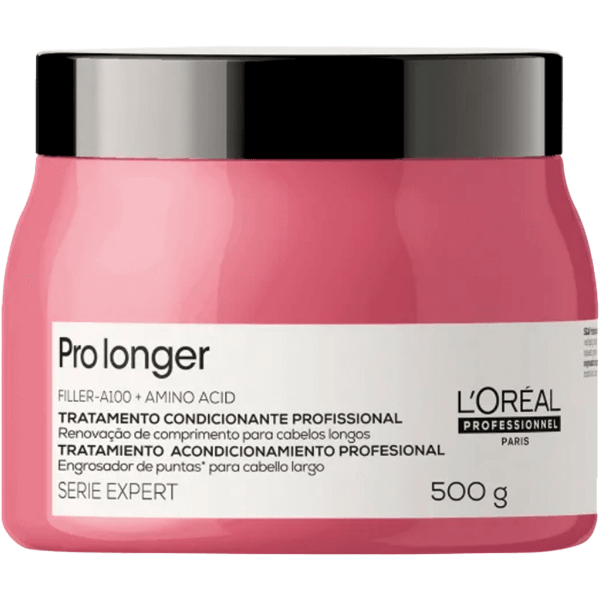 Pro longer
FILLER-A100 + AMINO ACID
TRATAMENTO CONDICIONANTE PROFISSIONAL
Renovação de comprimento para cabelos longos
TRATAMIENTO ACONDICIONAMIENTO PROFESIONAL
Engrosador de puntas* para cabello largo
SERIE EXPERT
500 g
L'ORÉAL
PROFESSIONNEL
PARIS